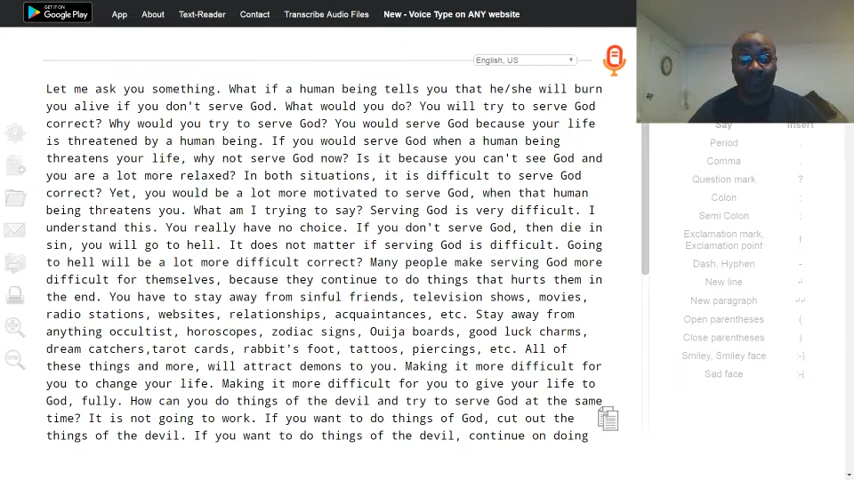 GET IT ON
Google Play
App About Text-Reader Contact Transcribe Audio Files New - Voice Type on ANY website
English, US
Let me ask you something. What if a human being tells you that he/she will burn
you alive if you don't serve God. What would you do? You will try to serve God
correct? Why would you try to serve God? You would serve God because your life
is threatened by a human being. If you would serve God when a human being
threatens your life, why not serve God now? Is it because you can't see God and
you are a lot more relaxed? In both situations, it is difficult to serve God
correct? Yet, you would be a lot more motivated to serve God, when that human
being threatens you. What am I trying to say? Serving God is very difficult. I
understand this. You really have no choice. If you don't serve God, then die in
sin, you will go to hell. It does not matter if serving God is difficult. Going
to hell will be a lot more difficult correct? Many people make serving God more
difficult for themselves, because they continue to do things that hurts them in
the end. You have to stay away from sinful friends, television shows, movies,
radio stations, websites, relationships, acquaintances, etc. Stay away from
anything occultist, horoscopes, zodiac signs, Ouija boards, good luck charms,
dream catchers,tarot cards, rabbit's foot, tattoos, piercings, etc. All of
these things and more, will attract demons to you. Making it more difficult for
you to change your life. Making it more difficult for you to give your life to
God, fully. How can you do things of the devil and try to serve God at the same
time? It is not going to work. If you want to do things of God, cut out the
things of the devil. If you want to do things of the devil, continue on doing
Say Insert
Period .
Comma ,
Question mark ?
Colon :
Semi Colon ;
Exclamation mark,
Exclamation point !
Dash, Hyphen -
New line ↵
New paragraph ↵↵
Open parentheses (
Close parentheses )
Smiley, Smiley face :-)
Sad face :-(